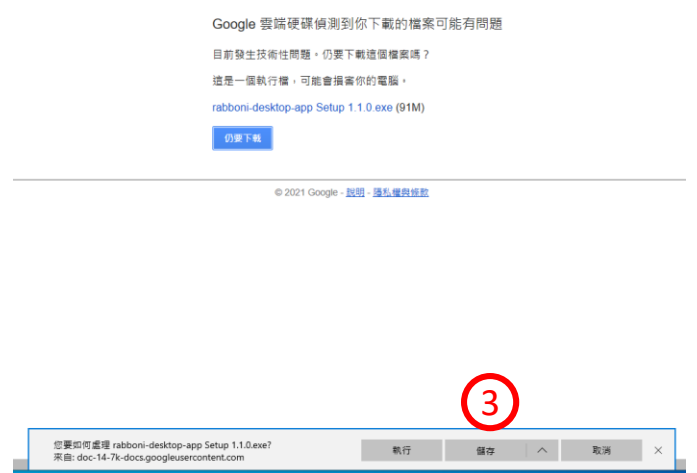 Google 雲端硬碟偵測到你下載的檔案可能有問題
目前發生技術性問題。仍要下載這個檔案嗎？
這是一個執行檔，可能會損害你的電腦。
rabboni-desktop-app Setup 1.1.0.exe (91M)
仍要下載
© 2021 Google - 說明 - 隱私權與條款
3
您要如何處理 rabboni-desktop-app Setup 1.1.0.exe?
來自: doc-14-7k-docs.googleusercontent.com
執行
儲存
取消